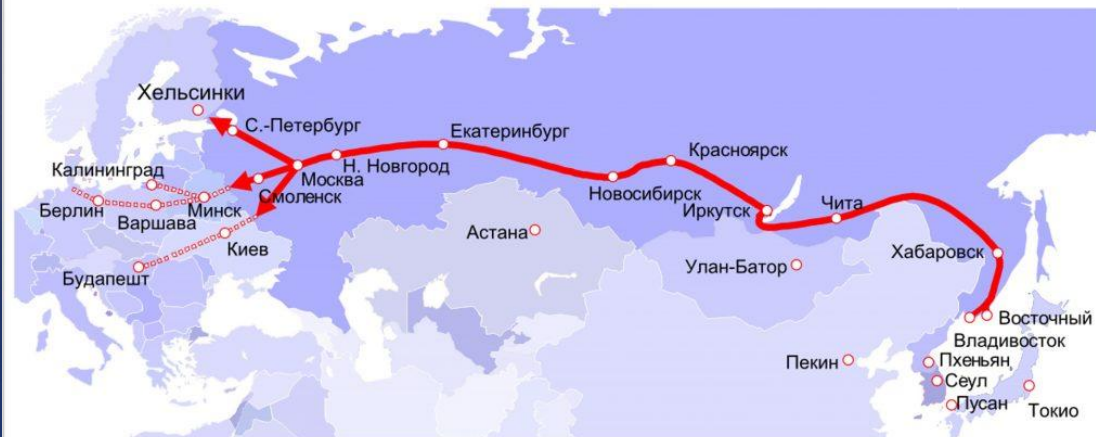 Хельсинки
С.-Петербург
Екатеринбург
Красноярск
Н. Новгород
Калининград
Москва
Новосибирск
Смоленск
Берлин
Минск
Варшава
Иркутск
Чита
Астана
Киев
Хабаровск
Улан-Батор
Будапешт
Восточный
Владивосток
Пекин
Пхеньян
Сеул
Пусан
Токио